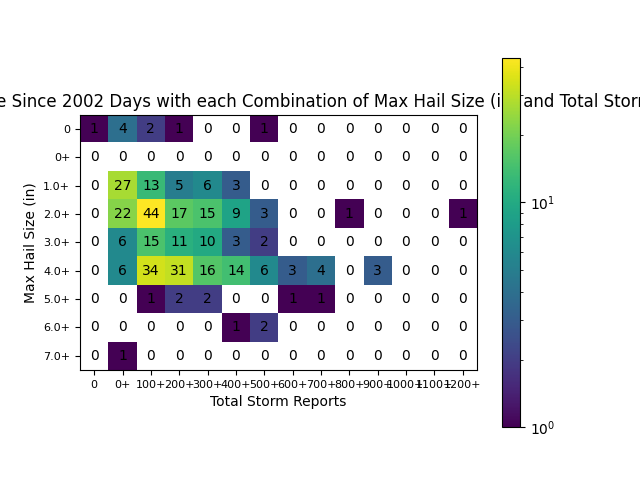 e Since 2002 Days with each Combination of Max Hail Size (in) and Total Storm
0 1 4 2 1 0 0 1 0 0 0 0 0 0 0
0+ 0 0 0 0 0 0 0 0 0 0 0 0 0 0
1.0+ 0 27 13 5 6 3 0 0 0 0 0 0 0 0
2.0+ 0 22 44 17 15 9 3 0 0 1 0 0 0 1
3.0+ 0 6 15 11 10 3 2 0 0 0 0 0 0 0
4.0+ 0 6 34 31 16 14 6 3 4 0 3 0 0 0
5.0+ 0 0 1 2 2 0 0 1 1 0 0 0 0 0
6.0+ 0 0 0 0 0 1 2 0 0 0 0 0 0 0
7.0+ 0 1 0 0 0 0 0 0 0 0 0 0 0 0
0 0+ 100+ 200+ 300+ 400+ 500+ 600+ 700+ 800+ 900+ 1000+ 1100+ 1200+
Total Storm Reports
Max Hail Size (in)
10¹
10⁰